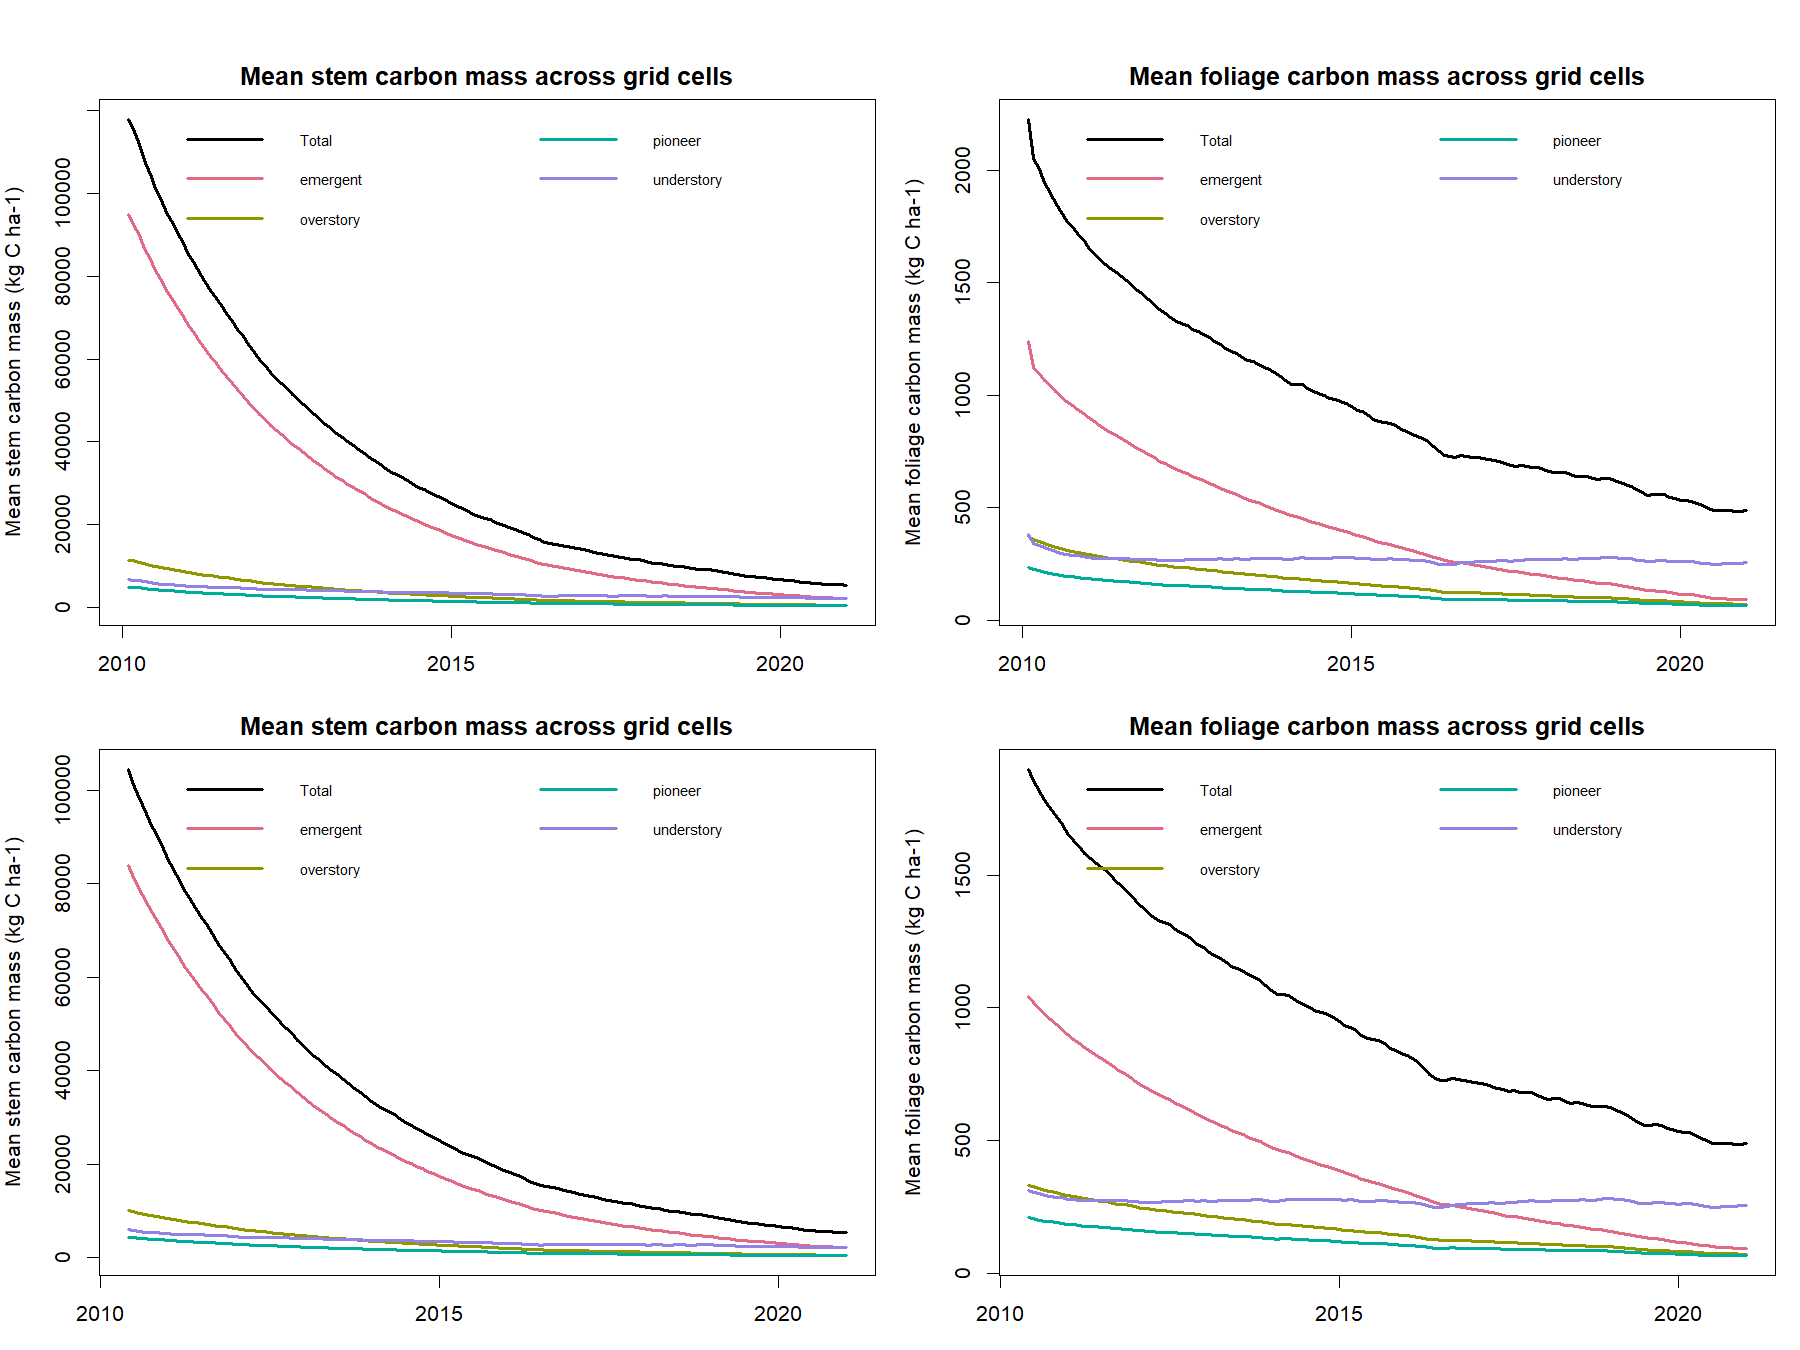 Mean stem carbon mass across grid cells
Mean stem carbon mass (kg C ha-1)
0
20000
40000
60000
80000
100000
Total
emergent
overstory
pioneer
understory
2010
2015
2020
Mean foliage carbon mass across grid cells
Mean foliage carbon mass (kg C ha-1)
0
500
1000
1500
2000
Total
emergent
overstory
pioneer
understory
2010
2015
2020
Mean stem carbon mass across grid cells
Mean stem carbon mass (kg C ha-1)
0
20000
40000
60000
80000
100000
Total
emergent
overstory
pioneer
understory
2010
2015
2020
Mean foliage carbon mass across grid cells
Mean foliage carbon mass (kg C ha-1)
0
500
1000
1500
Total
emergent
overstory
pioneer
understory
2010
2015
2020